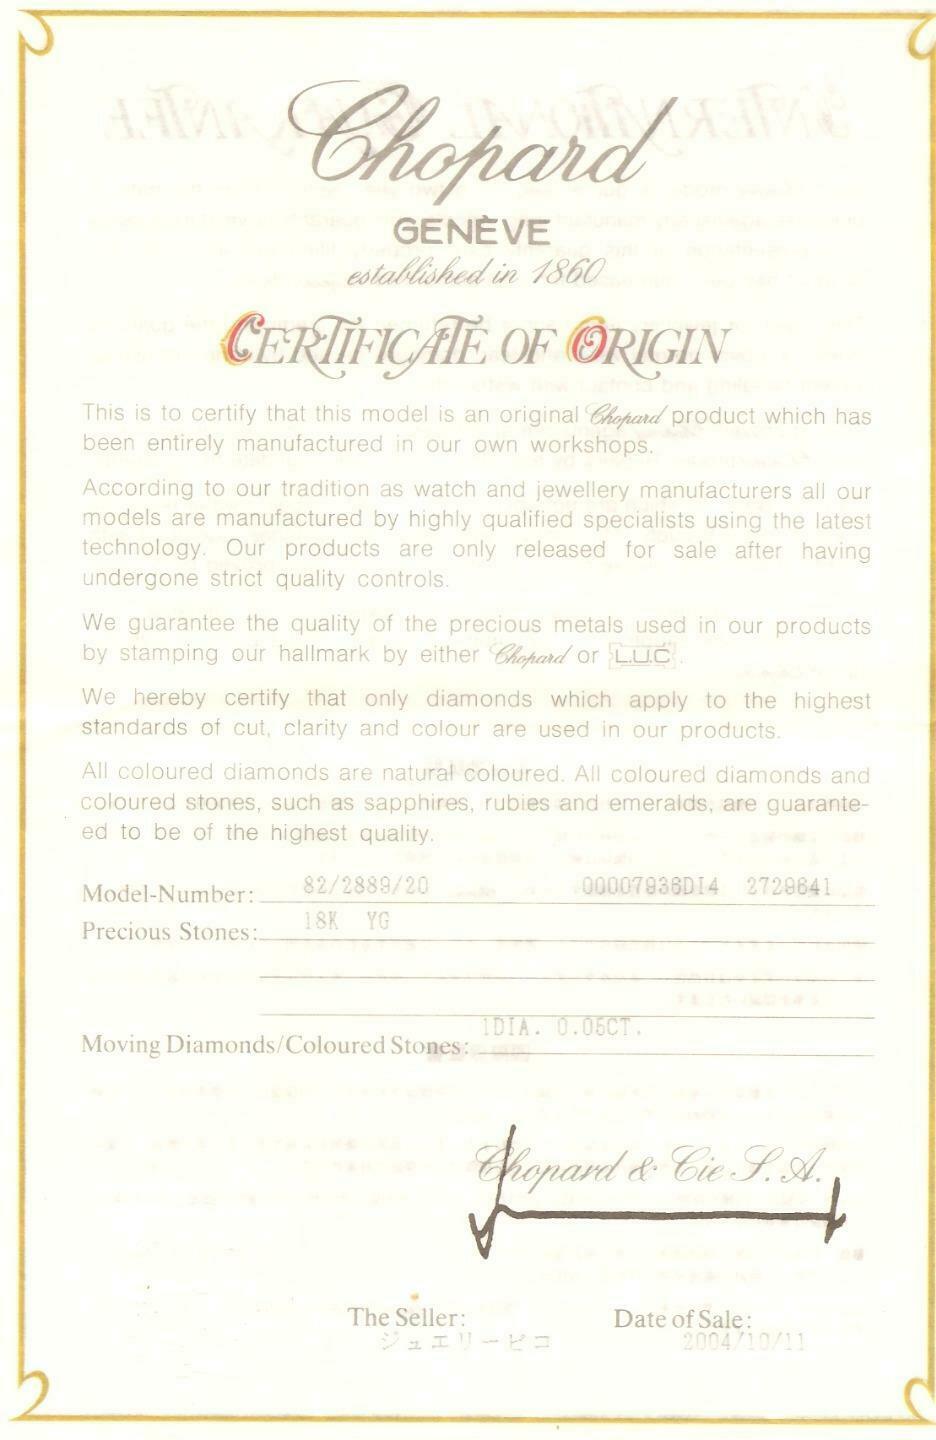 Chopard
GENÈVE
established in 1860
CERTIFICATE OF ORIGIN
This is to certify that this model is an original Chopard product which has
been entirely manufactured in our own workshops.
According to our tradition as watch and jewellery manufacturers all our
models are manufactured by highly qualified specialists using the latest
technology. Our products are only released for sale after having
undergone strict quality controls.
We guarantee the quality of the precious metals used in our products
by stamping our hallmark by either Chopard or L.U.C.
We hereby certify that only diamonds which apply to the highest
standards of cut, clarity and colour are used in our products.
All coloured diamonds are natural coloured. All coloured diamonds and
coloured stones, such as sapphires, rubies and emeralds, are guarante-
ed to be of the highest quality.
Model-Number: 82/2889/20 00007936DI4 2729641
Precious Stones: 18K YG
1DIA. 0.05CT.
Moving Diamonds/Coloured Stones:
Chopard & Cie S.A.
The Seller: Date of Sale:
ジュエリーピコ 2004/10/11